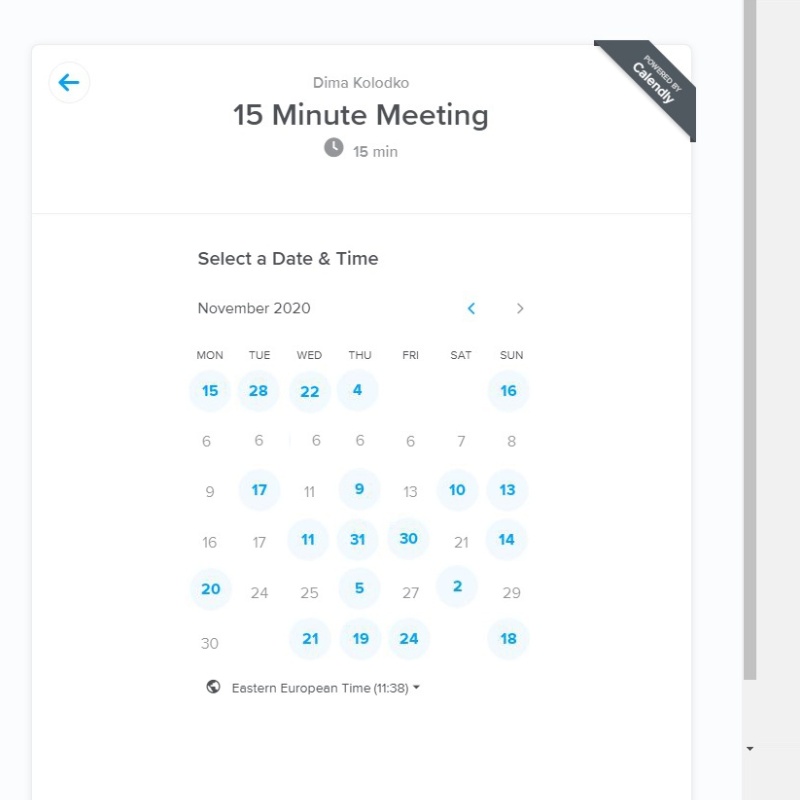 POWERED BY
Calendly
Dima Kolodko
15 Minute Meeting
15 min
Select a Date & Time
November 2020
MON TUE WED THU FRI SAT SUN
15 28 22 4 16
6 6 6 6 6 7 8
9 17 11 9 13 10 13
16 17 11 31 30 21 14
20 24 25 5 27 2 29
30 21 19 24 18
Eastern European Time (11:38)